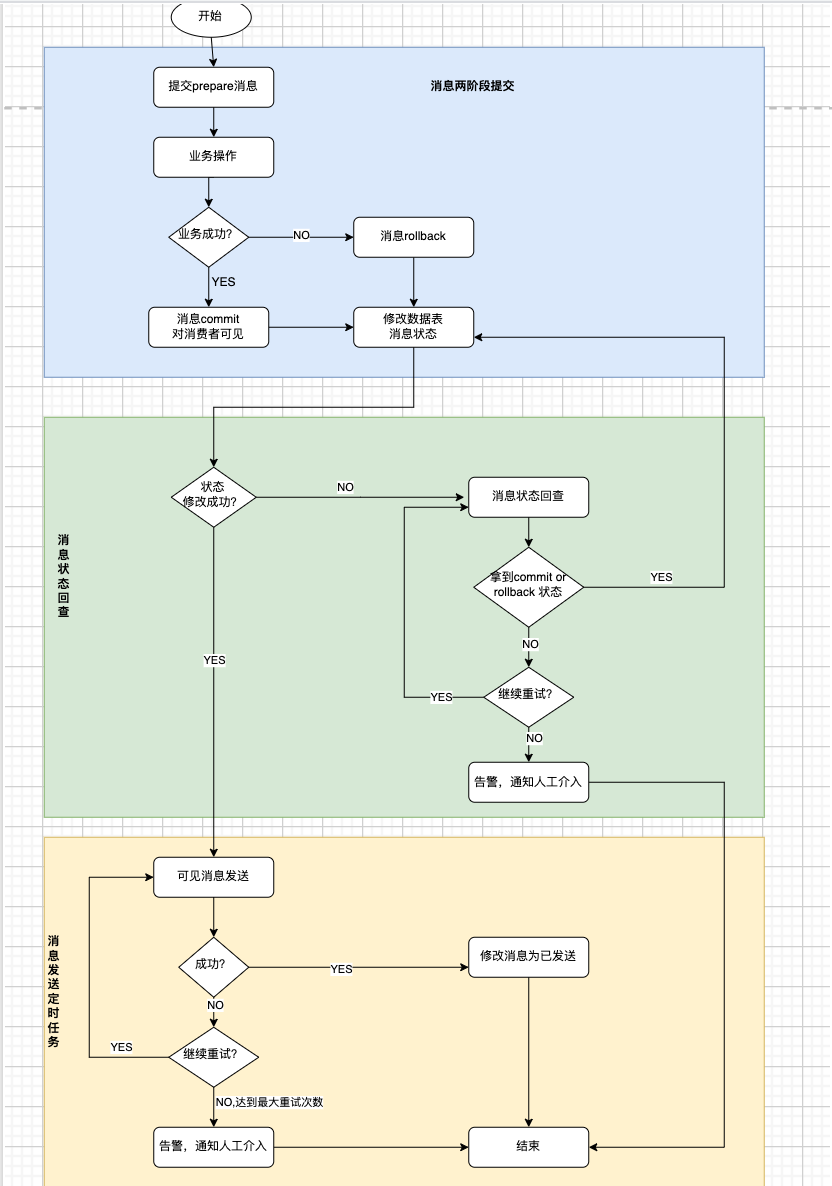 开始
消息两阶段提交
提交prepare消息
业务操作
业务成功?
NO
消息rollback
YES
消息commit
对消费者可见
修改数据表
消息状态
消息状态回查
状态
修改成功?
NO
消息状态回查
拿到commit or
rollback 状态
YES
NO
继续重试?
YES
NO
告警，通知人工介入
YES
消息发送定时任务
可见消息发送
成功?
YES
修改消息为已发送
NO
继续重试?
YES
NO,达到最大重试次数
告警，通知人工介入
结束